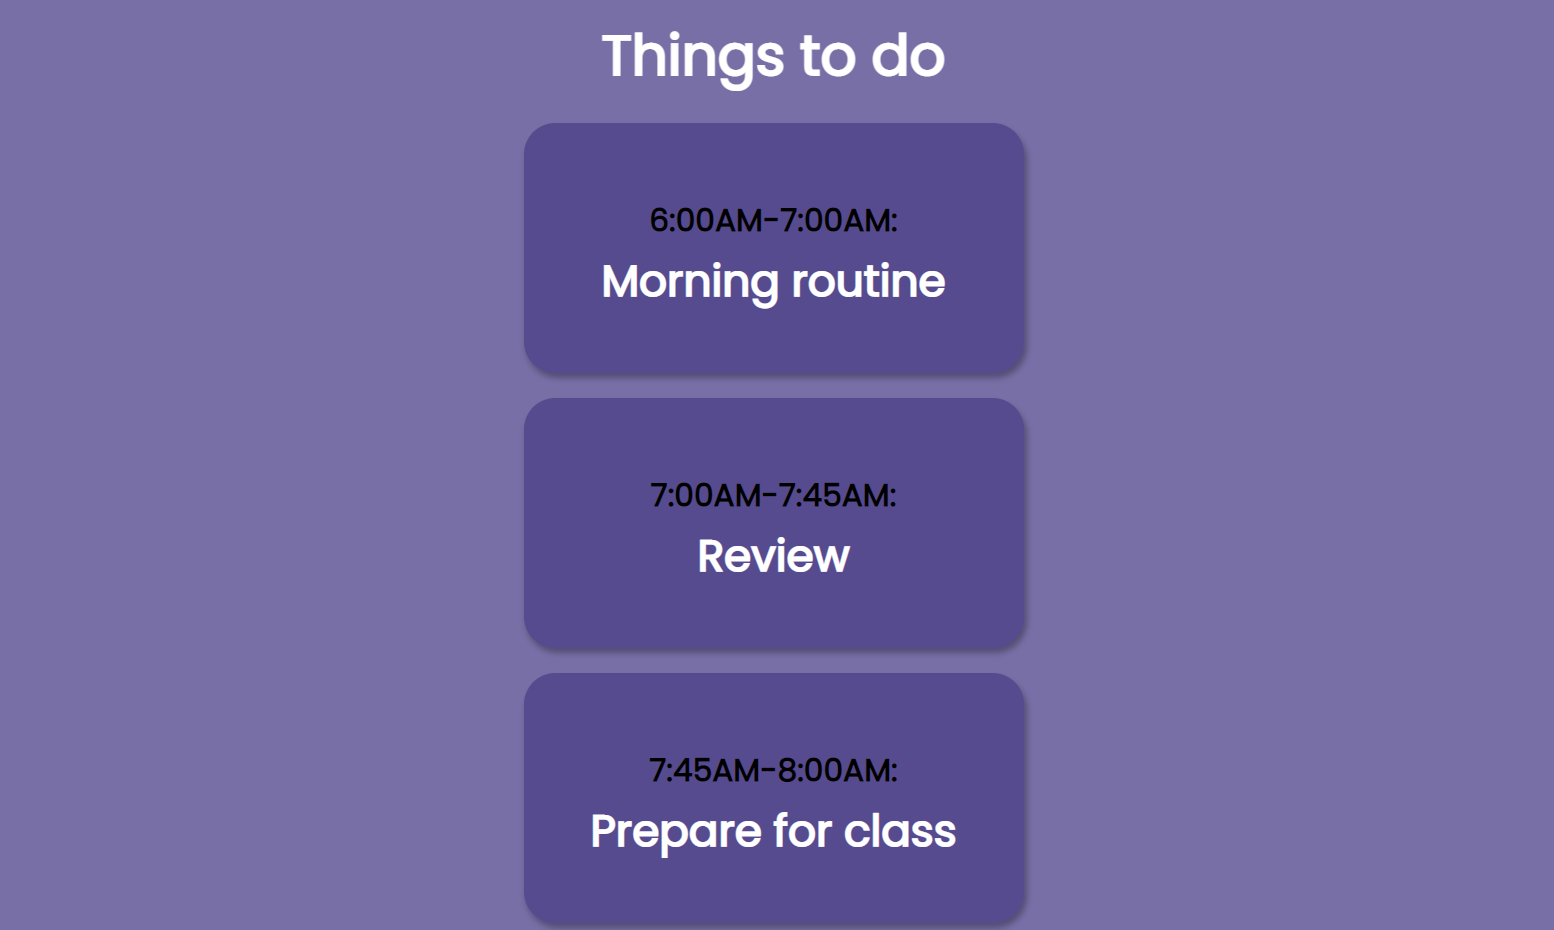 Things to do
6:00AM-7:00AM:
Morning routine
7:00AM-7:45AM:
Review
7:45AM-8:00AM:
Prepare for class